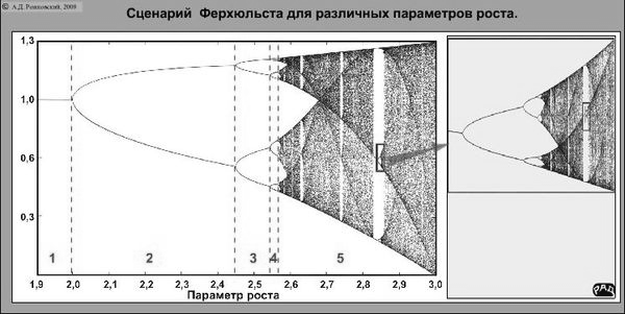 © А.Д. Ромковский, 2008
Сценарий Ферхюльста для различных параметров роста.
1,3
1,0
0,6
0,3
1 2 3 4 5
1,9 2,0 2,1 2,2 2,3 2,4 2,5 2,6 2,7 2,8 2,9 3,0
Параметр роста
РАД